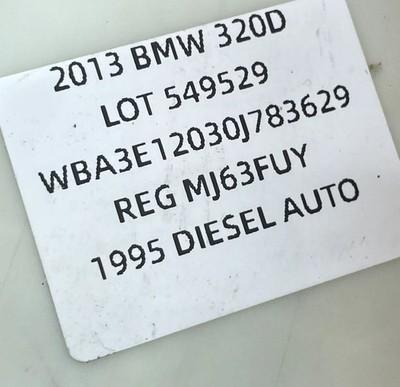 2013 BMW 320D
LOT 549529
WBA3E12030J783629
REG MJ63FUY
1995 DIESEL AUTO